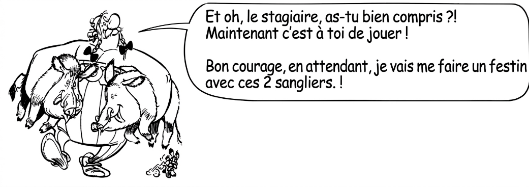 Et oh, le stagiaire, as-tu bien compris ?!
Maintenant c'est à toi de jouer !
Bon courage, en attendant, je vais me faire un festin
avec ces 2 sangliers. !